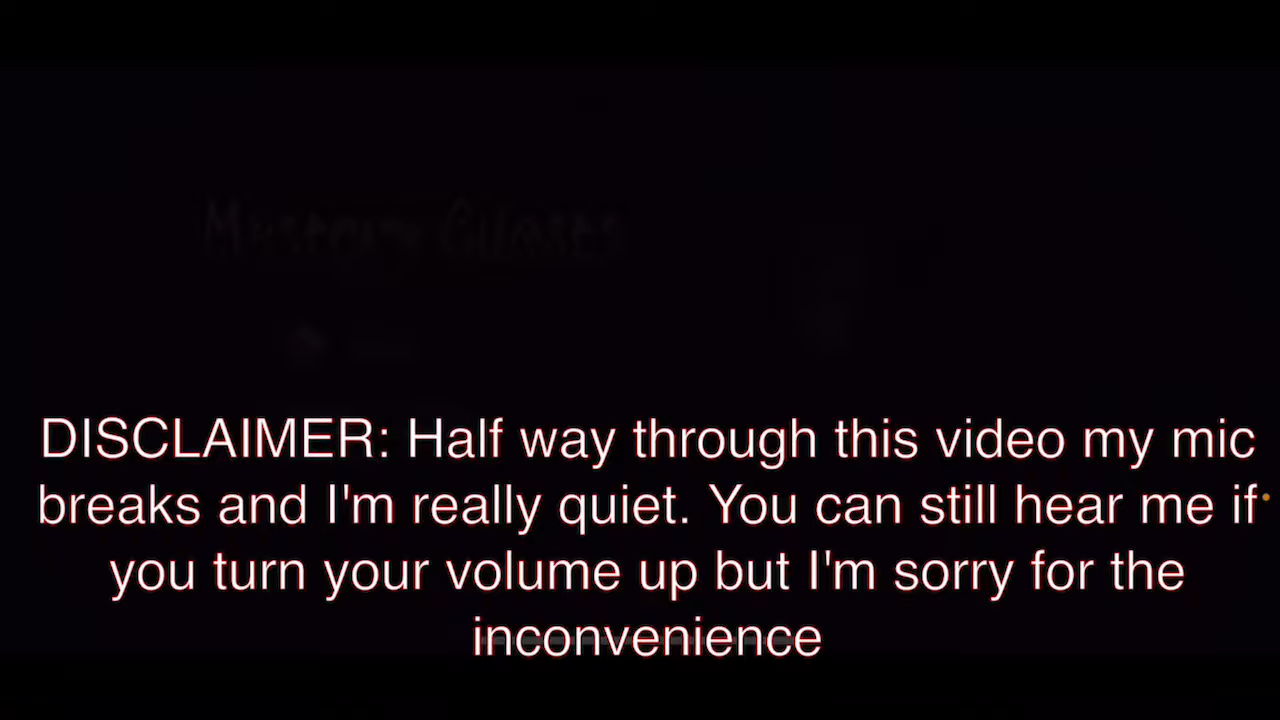 DISCLAIMER: Half way through this video my mic
breaks and I'm really quiet. You can still hear me if
you turn your volume up but I'm sorry for the
inconvenience